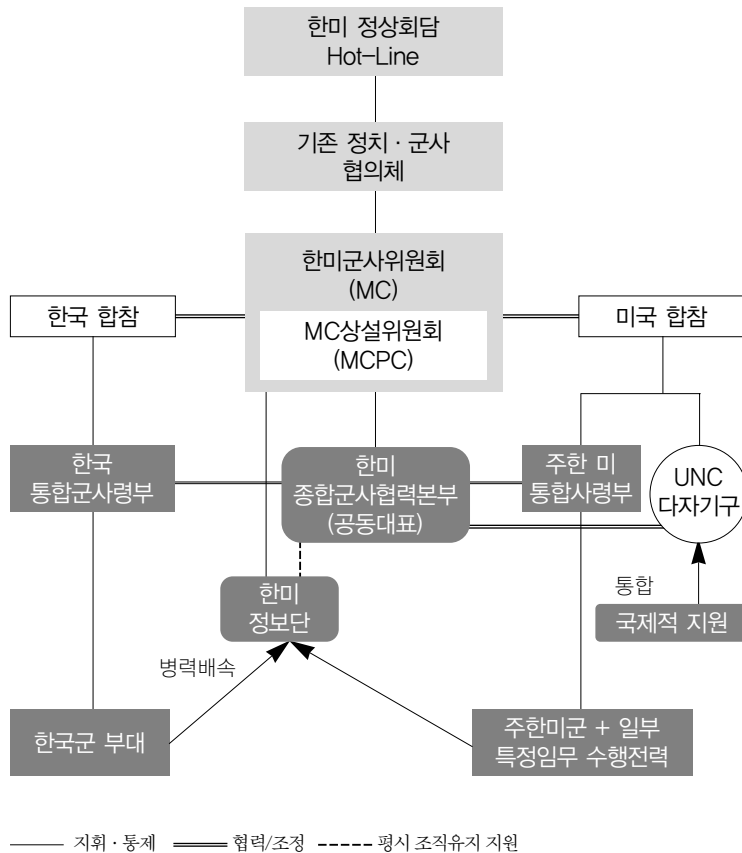 한미 정상회담
Hot-Line
기존 정치 · 군사
협의체
한미군사위원회
(MC)
MC상설위원회
(MCPC)
한국 합참
미국 합참
한국
통합군사령부
한미
종합군사협력본부
(공동대표)
주한 미
통합사령부
UNC
다자기구
한미
정보단
통합
국제적 지원
병력배속
한국군 부대
주한미군 + 일부
특정임무 수행전력
지휘 · 통제
협력/조정
평시 조직유지 지원